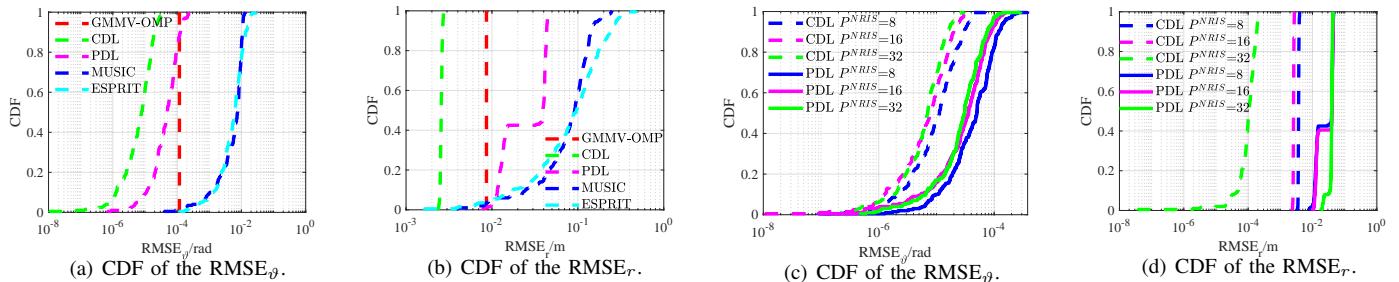 1
0.8
0.6
0.4
0.2
0
CDF
GMMV-OMP
CDL
PDL
MUSIC
ESPRIT
10^-8 10^-6 10^-4 10^-2 10^0
RMSE_ϑ/rad
(a) CDF of the RMSE_ϑ.
1
0.8
0.6
0.4
0.2
0
CDF
GMMV-OMP
CDL
PDL
MUSIC
ESPRIT
10^-3 10^-2 10^-1 10^0
RMSE_r/m
(b) CDF of the RMSE_r.
1
0.8
0.6
0.4
0.2
0
CDF
CDL P^NRIS=8
CDL P^NRIS=16
CDL P^NRIS=32
PDL P^NRIS=8
PDL P^NRIS=16
PDL P^NRIS=32
10^-8 10^-6 10^-4
RMSE_ϑ/rad
(c) CDF of the RMSE_ϑ.
1
0.8
0.6
0.4
0.2
0
CDF
CDL P^NRIS=8
CDL P^NRIS=16
CDL P^NRIS=32
PDL P^NRIS=8
PDL P^NRIS=16
PDL P^NRIS=32
10^-8 10^-6 10^-4 10^-2 10^0
RMSE_r/m
(d) CDF of the RMSE_r.